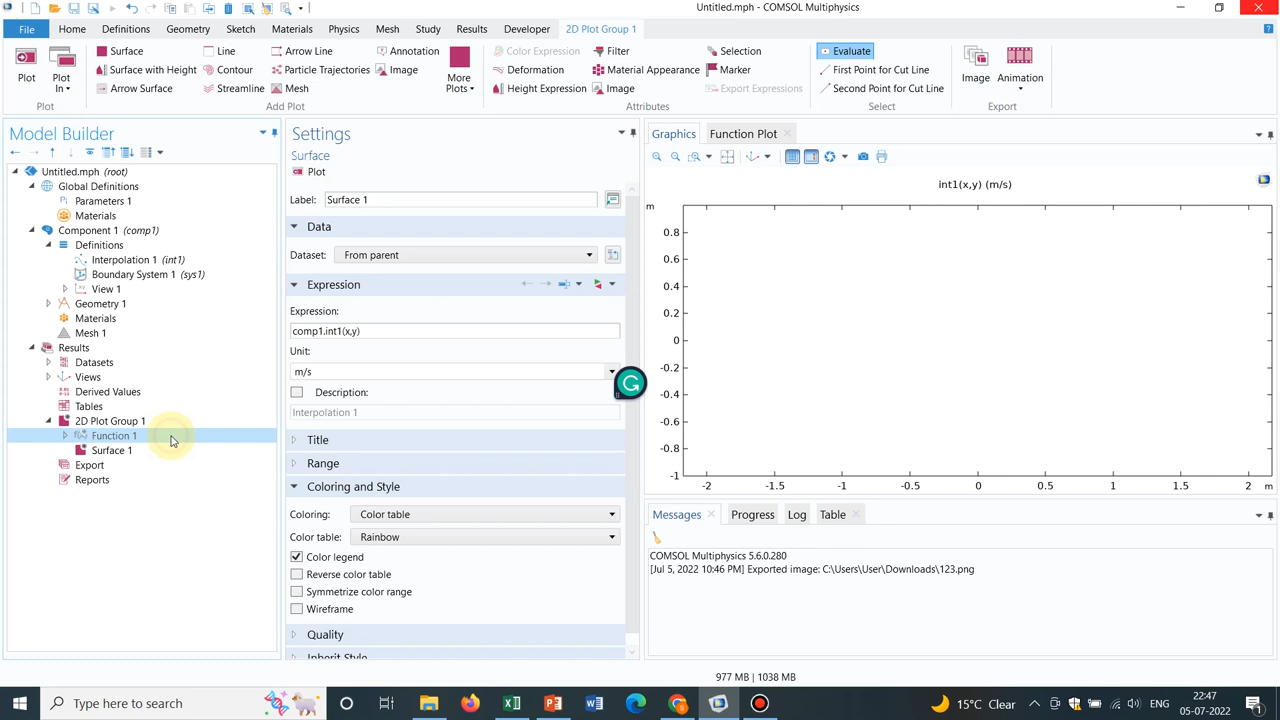 Untitled.mph - COMSOL Multiphysics
File Home Definitions Geometry Sketch Materials Physics Mesh Study Results Developer 2D Plot Group 1
Surface Line Arrow Line Annotation Color Expression Filter Selection Evaluate
Surface with Height Contour Particle Trajectories Image Deformation Material Appearance Marker First Point for Cut Line
Plot Plot In More Plots Image Animation
Arrow Surface Streamline Mesh Height Expression Image Export Expressions Second Point for Cut Line
Plot Add Plot Attributes Select Export
Model Builder
Untitled.mph (root)
Global Definitions
Parameters 1
Materials
Component 1 (comp1)
Definitions
Interpolation 1 (int1)
Boundary System 1 (sys1)
View 1
Geometry 1
Materials
Mesh 1
Results
Datasets
Views
Derived Values
Tables
2D Plot Group 1
Function 1
Surface 1
Export
Reports
Settings
Surface
Plot
Label: Surface 1
Data
Dataset: From parent
Expression
Expression:
comp1.int1(x,y)
Unit:
m/s
Description:
Interpolation 1
Title
Range
Coloring and Style
Coloring: Color table
Color table: Rainbow
Color legend
Reverse color table
Symmetrize color range
Wireframe
Quality
Inherit Style
Graphics Function Plot
int1(x,y) (m/s)
m
0.8
0.6
0.4
0.2
0
-0.2
-0.4
-0.6
-0.8
-1
-2 -1.5 -1 -0.5 0 0.5 1 1.5 2 m
Messages Progress Log Table
COMSOL Multiphysics 5.6.0.280
[Jul 5, 2022 10:46 PM] Exported image: C:\Users\User\Downloads\123.png
977 MB | 1038 MB
Type here to search
15°C Clear ENG
22:47
05-07-2022